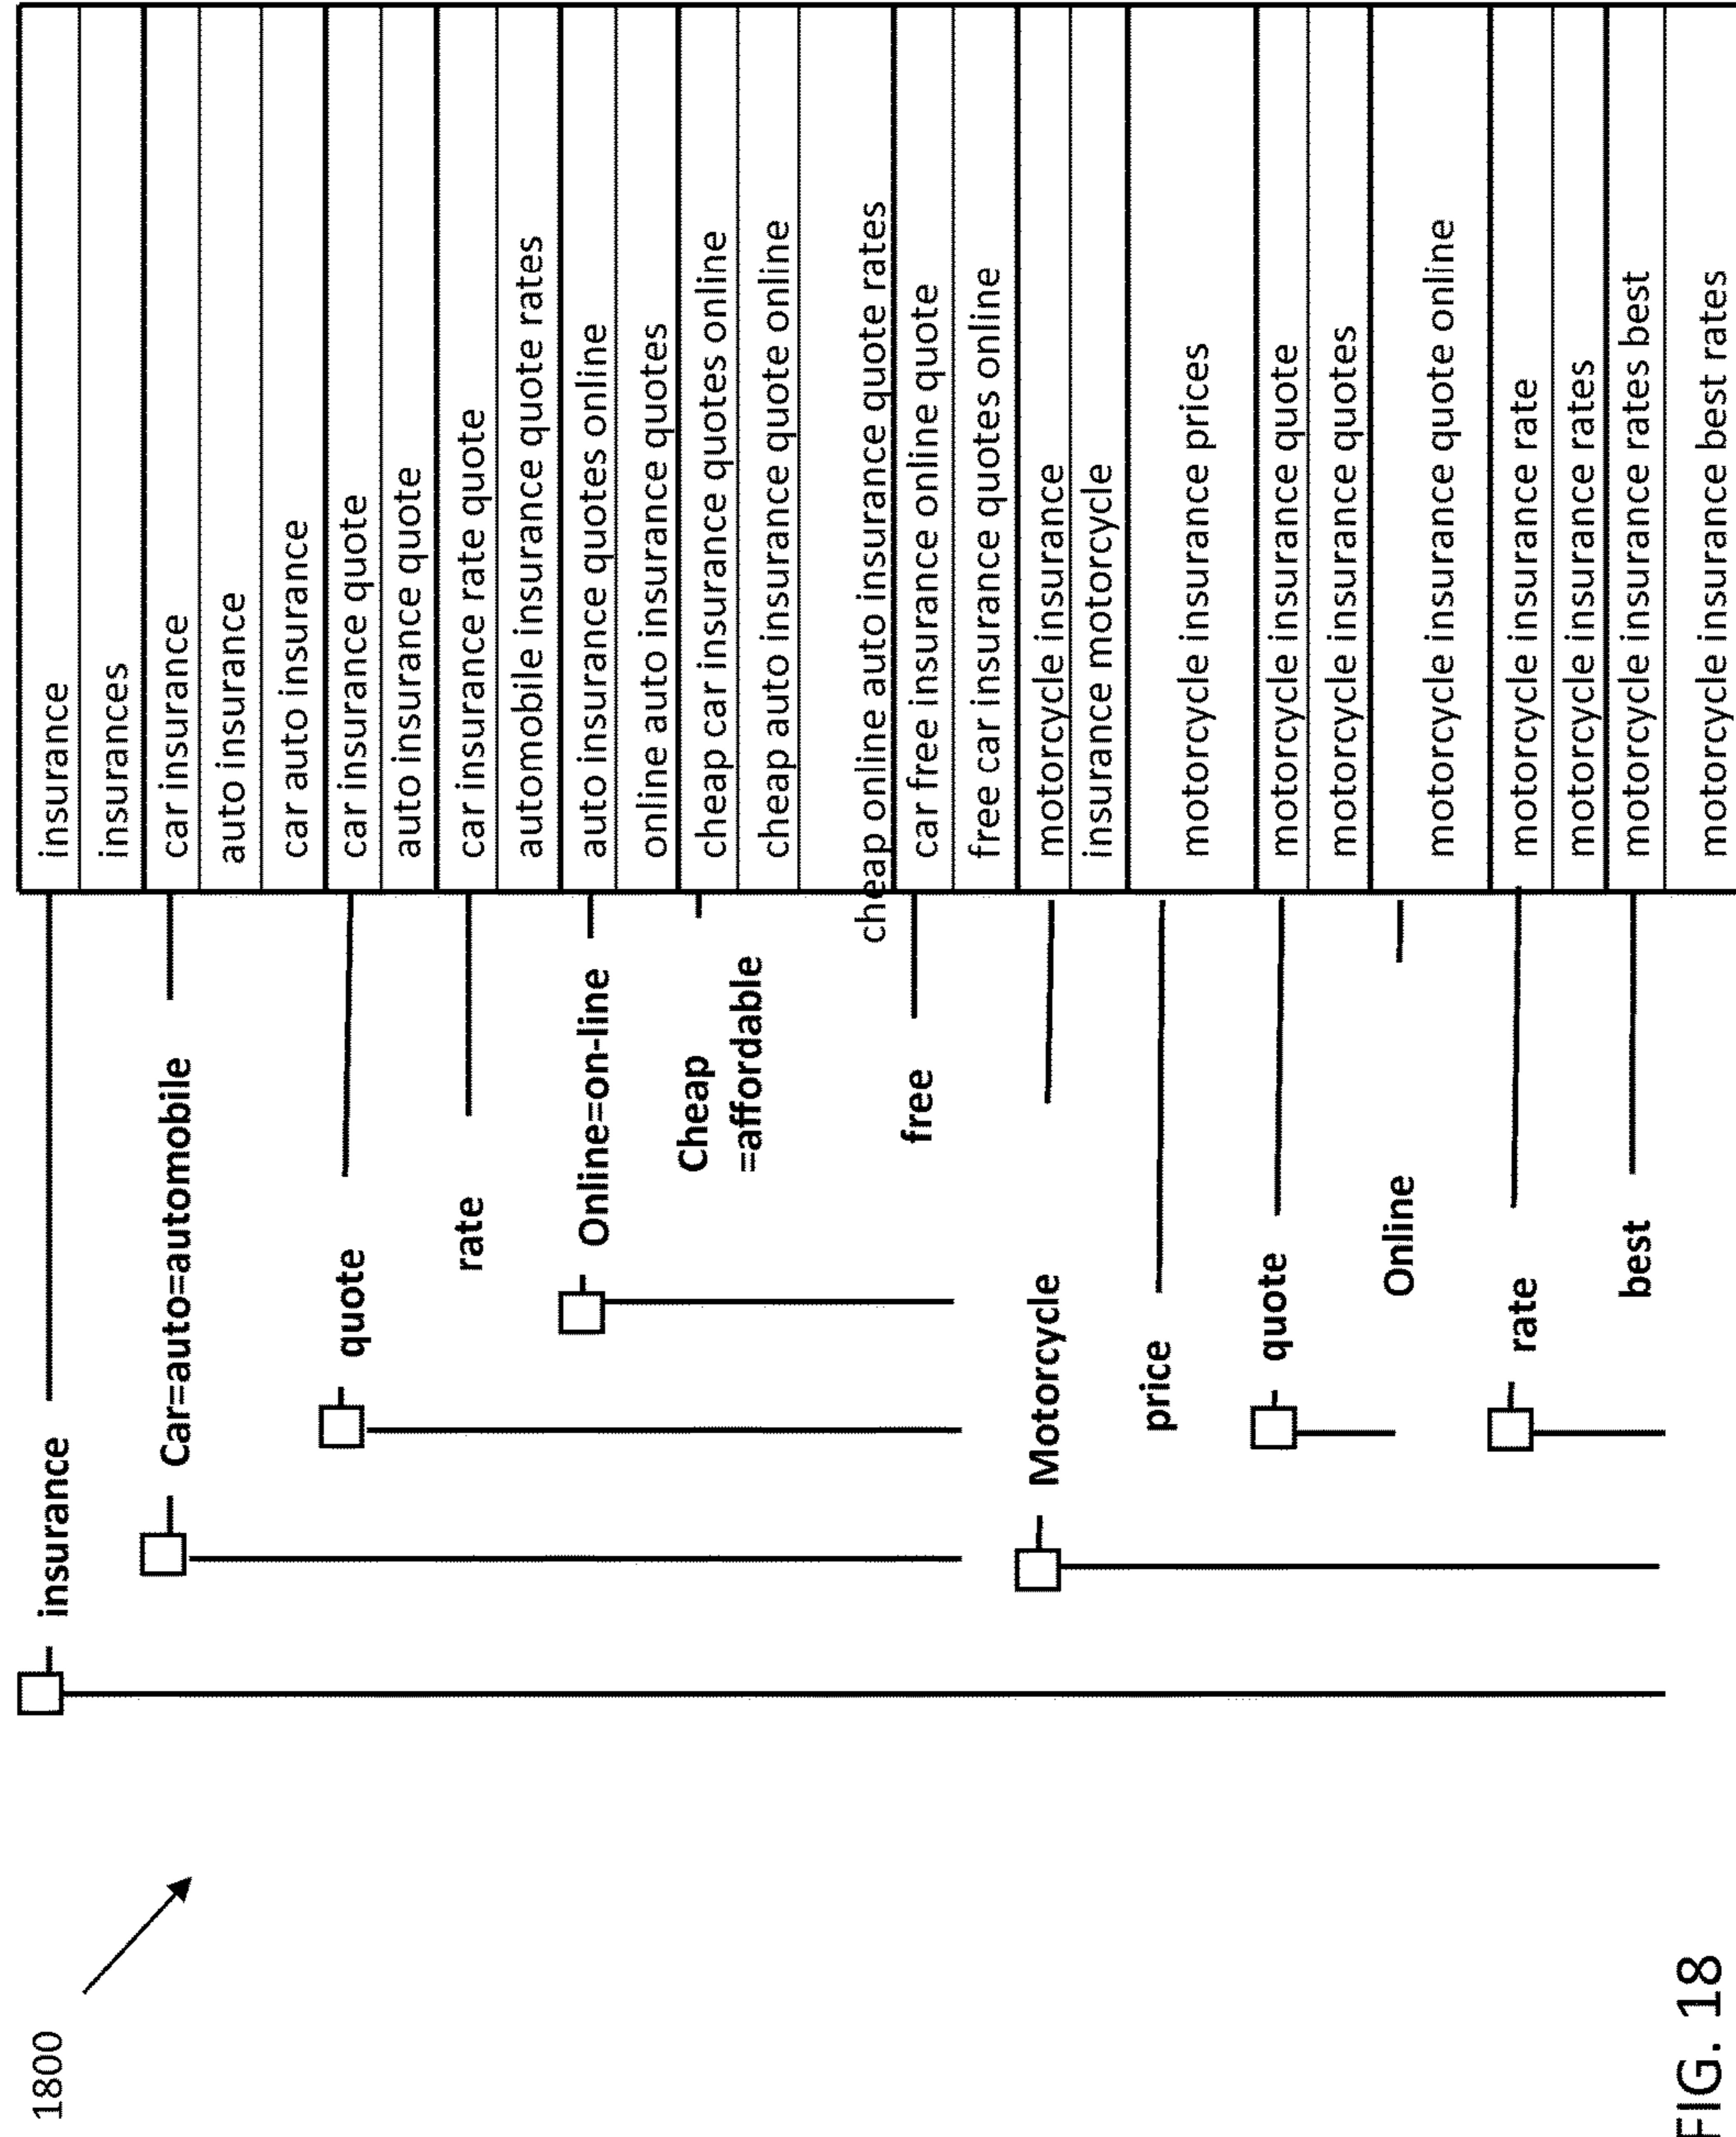 1800
insurance
Car=auto=automobile
quote
rate
Online=on-line
Cheap
=affordable
free
Motorcycle
price
quote
Online
rate
best
insurance
insurances
car insurance
auto insurance
car auto insurance
car insurance quote
auto insurance quote
car insurance rate quote
automobile insurance quote rates
auto insurance quotes online
online auto insurance quotes
cheap car insurance quotes online
cheap auto insurance quote online
cheap online auto insurance quote rates
car free insurance online quote
free car insurance quotes online
motorcycle insurance
insurance motorcycle
motorcycle insurance prices
motorcycle insurance quote
motorcycle insurance quotes
motorcycle insurance quote online
motorcycle insurance rate
motorcycle insurance rates
motorcycle insurance rates best
motorcycle insurance best rates
FIG. 18